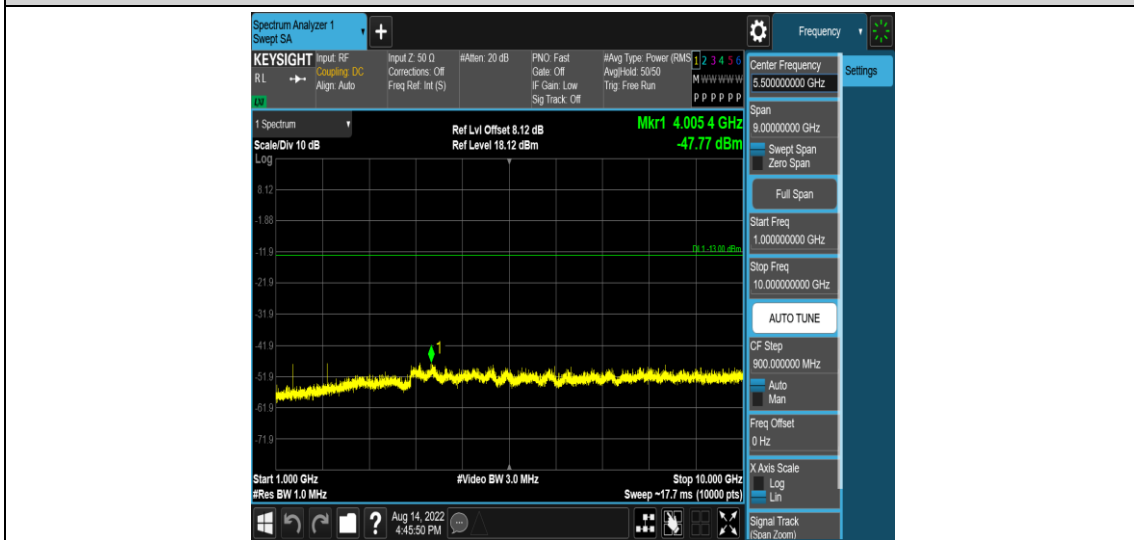 Spectrum Analyzer 1
Swept SA
+
Frequency
KEYSIGHT
RL
Input: RF
Coupling: DC
Align: Auto
Input Z: 50 Ω
Corrections: Off
Freq Ref: Int (S)
#Atten: 20 dB
PNO: Fast
Gate: Off
IF Gain: Low
Sig Track: Off
#Avg Type: Power (RMS
Avg|Hold: 50/50
Trig: Free Run
1 2 3 4 5 6
M W W W W W
P P P P P P
1 Spectrum
Scale/Div 10 dB
Log
Ref Lvl Offset 8.12 dB
Ref Level 18.12 dBm
Mkr1 4.005 4 GHz
-47.77 dBm
8.12
-1.88
-11.9
DL1 -13.00 dBm
-21.9
-31.9
-41.9
1
-51.9
-61.9
-71.9
Start 1.000 GHz
#Res BW 1.0 MHz
#Video BW 3.0 MHz
Stop 10.000 GHz
Sweep ~17.7 ms (10000 pts)
Center Frequency
5.500000000 GHz
Settings
Span
9.00000000 GHz
Swept Span
Zero Span
Full Span
Start Freq
1.000000000 GHz
Stop Freq
10.000000000 GHz
AUTO TUNE
CF Step
900.000000 MHz
Auto
Man
Freq Offset
0 Hz
X Axis Scale
Log
Lin
Signal Track
(Span Zoom)
?
Aug 14, 2022
4:45:50 PM